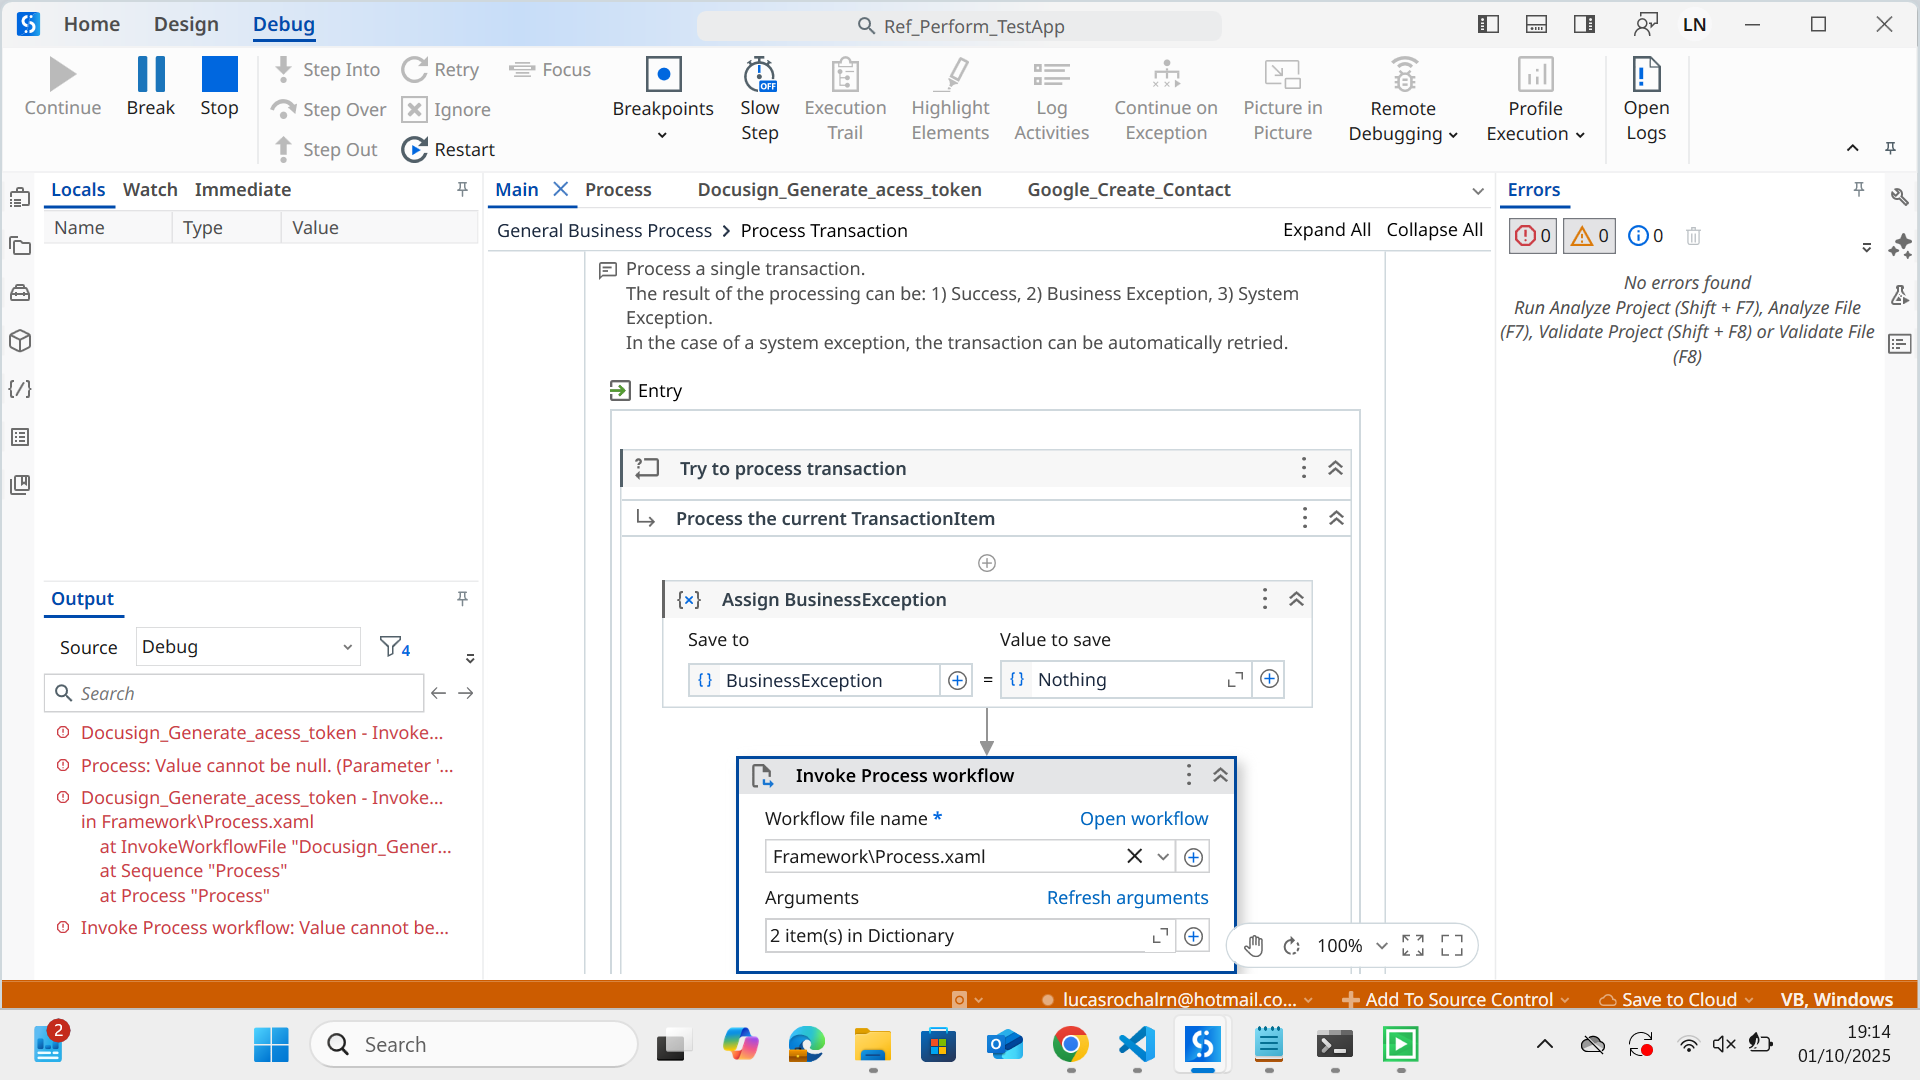 Home
Design
Debug
Ref_Perform_TestApp
LN
Continue
Break
Stop
Step Into
Step Over
Step Out
Retry
Ignore
Restart
Focus
Breakpoints
Slow
Step
OFF
Execution
Trail
Highlight
Elements
Log
Activities
Continue on
Exception
Picture in
Picture
Remote
Debugging
Profile
Execution
Open
Logs
Locals
Watch
Immediate
Name
Type
Value
Output
Source
Debug
4
Search
Docusign_Generate_acess_token - Invoke...
Process: Value cannot be null. (Parameter '...
Docusign_Generate_acess_token - Invoke...
in Framework\Process.xaml
at InvokeWorkflowFile "Docusign_Gener...
at Sequence "Process"
at Process "Process"
Invoke Process workflow: Value cannot be...
Main
Process
Docusign_Generate_acess_token
Google_Create_Contact
General Business Process > Process Transaction
Expand All
Collapse All
Process a single transaction.
The result of the processing can be: 1) Success, 2) Business Exception, 3) System
Exception.
In the case of a system exception, the transaction can be automatically retried.
Entry
Try to process transaction
Process the current TransactionItem
Assign BusinessException
Save to
Value to save
BusinessException
=
Nothing
Invoke Process workflow
Workflow file name *
Open workflow
Framework\Process.xaml
Arguments
Refresh arguments
2 item(s) in Dictionary
100%
Errors
0
0
0
No errors found
Run Analyze Project (Shift + F7), Analyze File
(F7), Validate Project (Shift + F8) or Validate File
(F8)
lucasrochalrn@hotmail.co...
Add To Source Control
Save to Cloud
VB, Windows
2
Search
19:14
01/10/2025